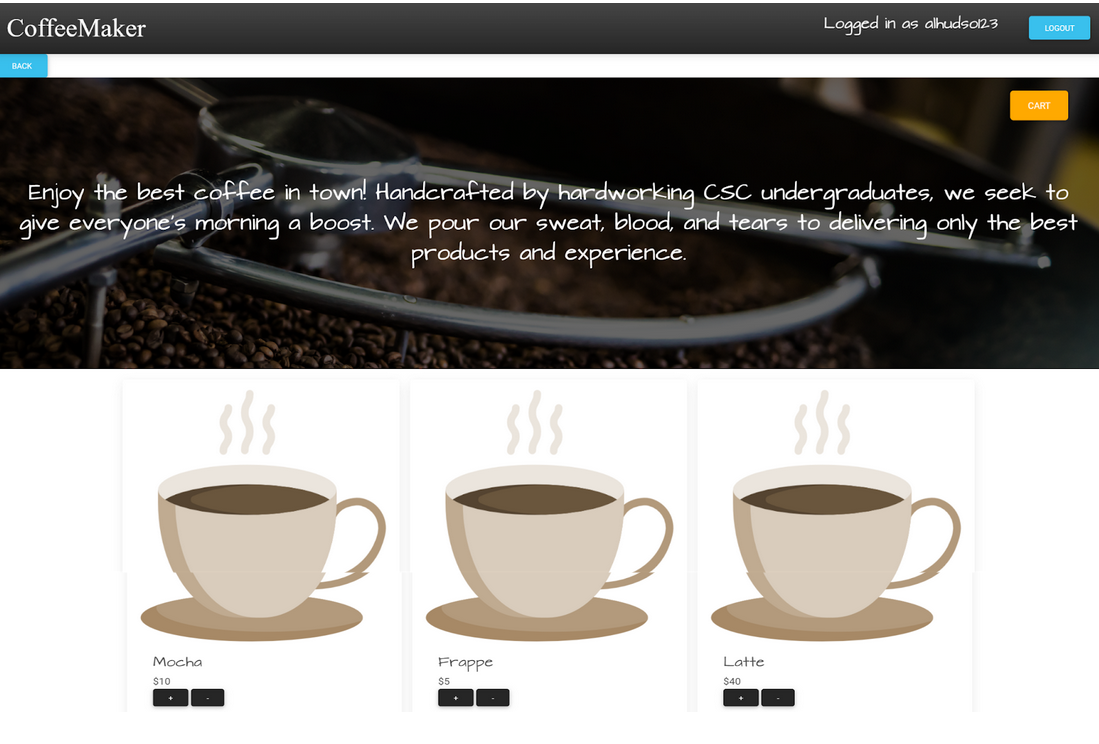 CoffeeMaker
Logged in as alhudso123
LOGOUT
BACK
CART
Enjoy the best coffee in town! Handcrafted by hardworking CSC undergraduates, we seek to
give everyone's morning a boost. We pour our sweat, blood, and tears to delivering only the best
products and experience.
Mocha
$10
+ -
Frappe
$5
+ -
Latte
$40
+ -